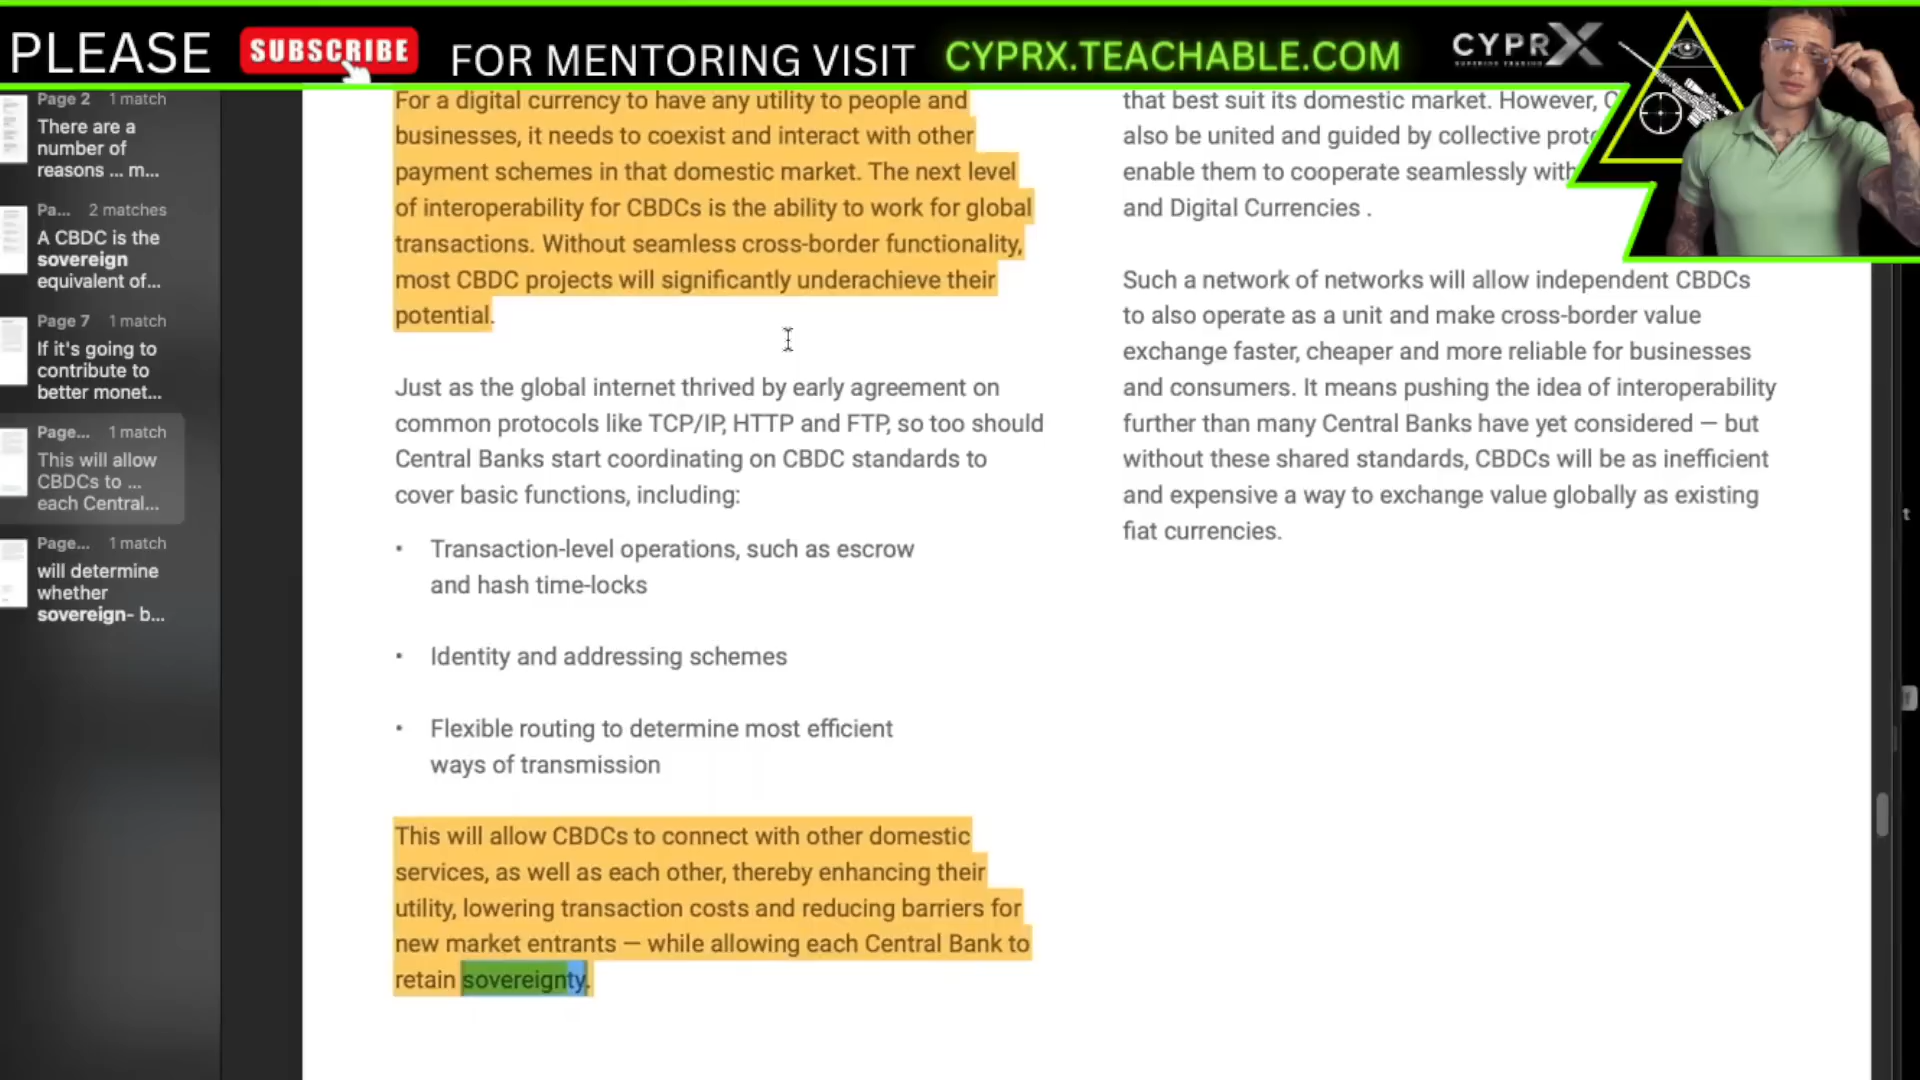 PLEASE
SUBSCRIBE
FOR MENTORING VISIT
CYPRX.TEACHABLE.COM
CYPRX
Page 2 1 match
There are a
number of
reasons ... m...
Pa... 2 matches
A CBDC is the
sovereign
equivalent of...
Page 7 1 match
If it's going to
contribute to
better monet...
Page... 1 match
This will allow
CBDCs to ...
each Central...
Page... 1 match
will determine
whether
sovereign- b...
For a digital currency to have any utility to people and
businesses, it needs to coexist and interact with other
payment schemes in that domestic market. The next level
of interoperability for CBDCs is the ability to work for global
transactions. Without seamless cross-border functionality,
most CBDC projects will significantly underachieve their
potential.
Just as the global internet thrived by early agreement on
common protocols like TCP/IP, HTTP and FTP, so too should
Central Banks start coordinating on CBDC standards to
cover basic functions, including:
• Transaction-level operations, such as escrow
and hash time-locks
• Identity and addressing schemes
• Flexible routing to determine most efficient
ways of transmission
This will allow CBDCs to connect with other domestic
services, as well as each other, thereby enhancing their
utility, lowering transaction costs and reducing barriers for
new market entrants — while allowing each Central Bank to
retain sovereignty.
that best suit its domestic market. However, C
also be united and guided by collective proto
enable them to cooperate seamlessly with
and Digital Currencies .
Such a network of networks will allow independent CBDCs
to also operate as a unit and make cross-border value
exchange faster, cheaper and more reliable for businesses
and consumers. It means pushing the idea of interoperability
further than many Central Banks have yet considered — but
without these shared standards, CBDCs will be as inefficient
and expensive a way to exchange value globally as existing
fiat currencies.